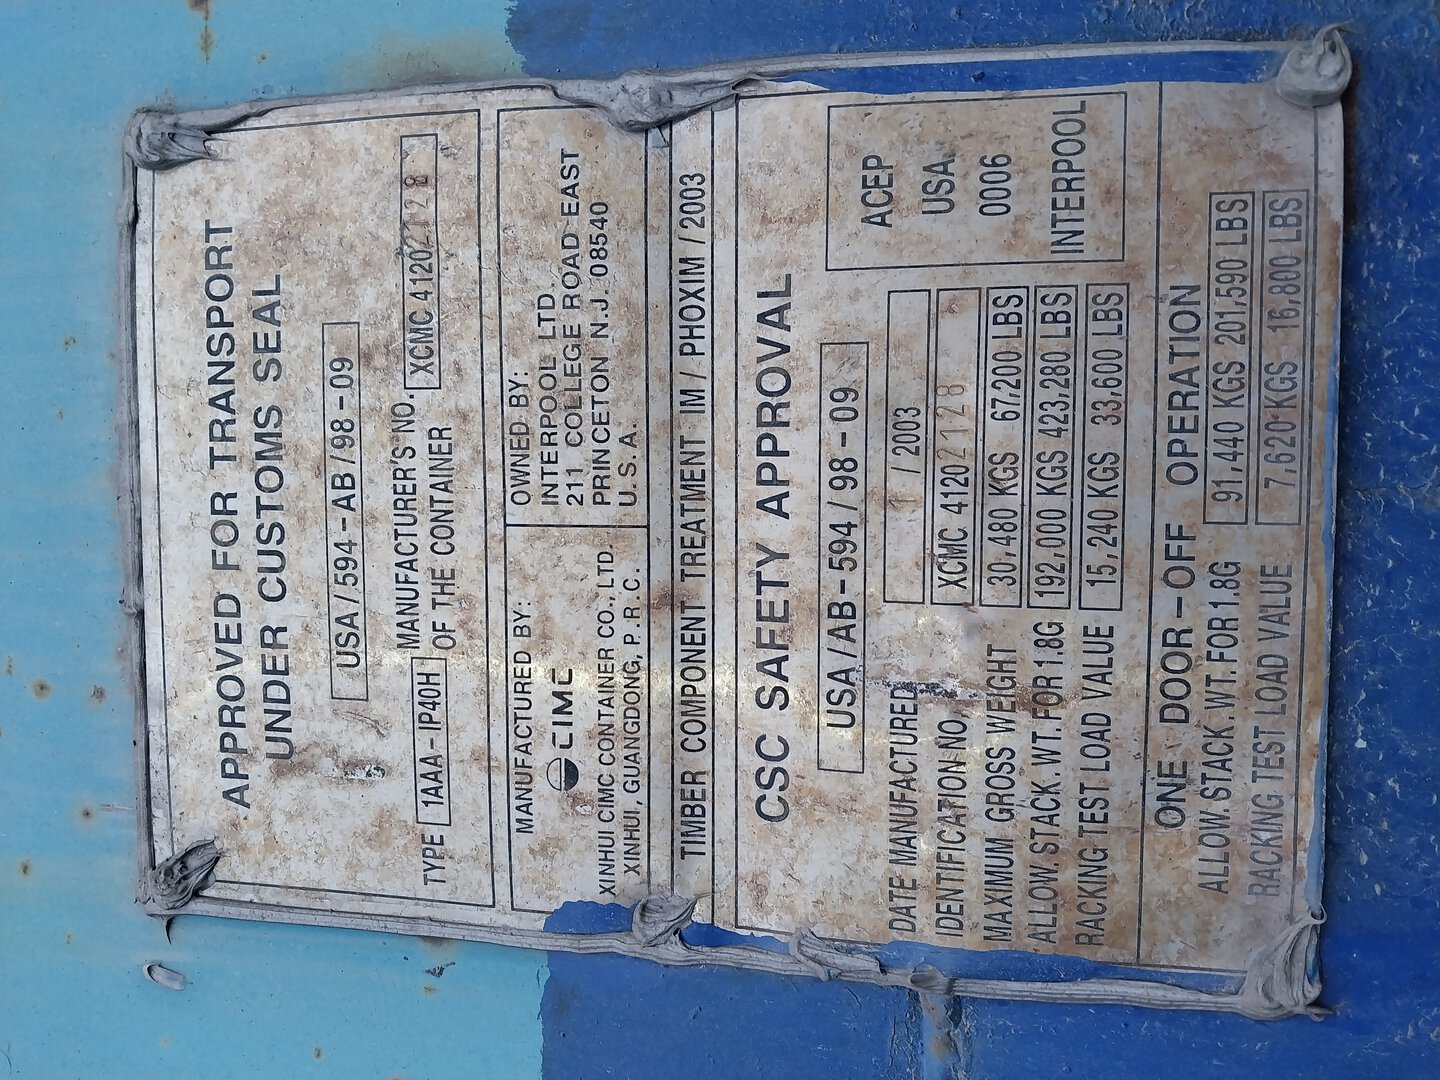 APPROVED FOR TRANSPORT
UNDER CUSTOMS SEAL
USA/594-AB/98-09
TYPE 1AAA-IP40H MANUFACTURER'S NO. OF THE CONTAINER XCMC 41202128
MANUFACTURED BY:
CIMC
XINHUI CIMC CONTAINER CO., LTD.
XINHUI, GUANGDONG, P.R.C.
OWNED BY:
INTERPOOL LTD.
211 COLLEGE ROAD EAST
PRINCETON N.J. 08540
U.S.A.
TIMBER COMPONENT TREATMENT IM / PHOXIM / 2003
CSC SAFETY APPROVAL
USA/AB-594/98-09
DATE MANUFACTURED / 2003
IDENTIFICATION NO. XCMC 41202128
MAXIMUM GROSS WEIGHT 30,480 KGS 67,200 LBS
ALLOW. STACK. WT. FOR 1.8G 192,000 KGS 423,280 LBS
RACKING TEST LOAD VALUE 15,240 KGS 33,600 LBS
ACEP
USA
0006
INTERPOOL
ONE DOOR-OFF OPERATION
ALLOW. STACK. WT. FOR 1.8G 91,440 KGS 201,590 LBS
RACKING TEST LOAD VALUE 7,620 KGS 16,800 LBS